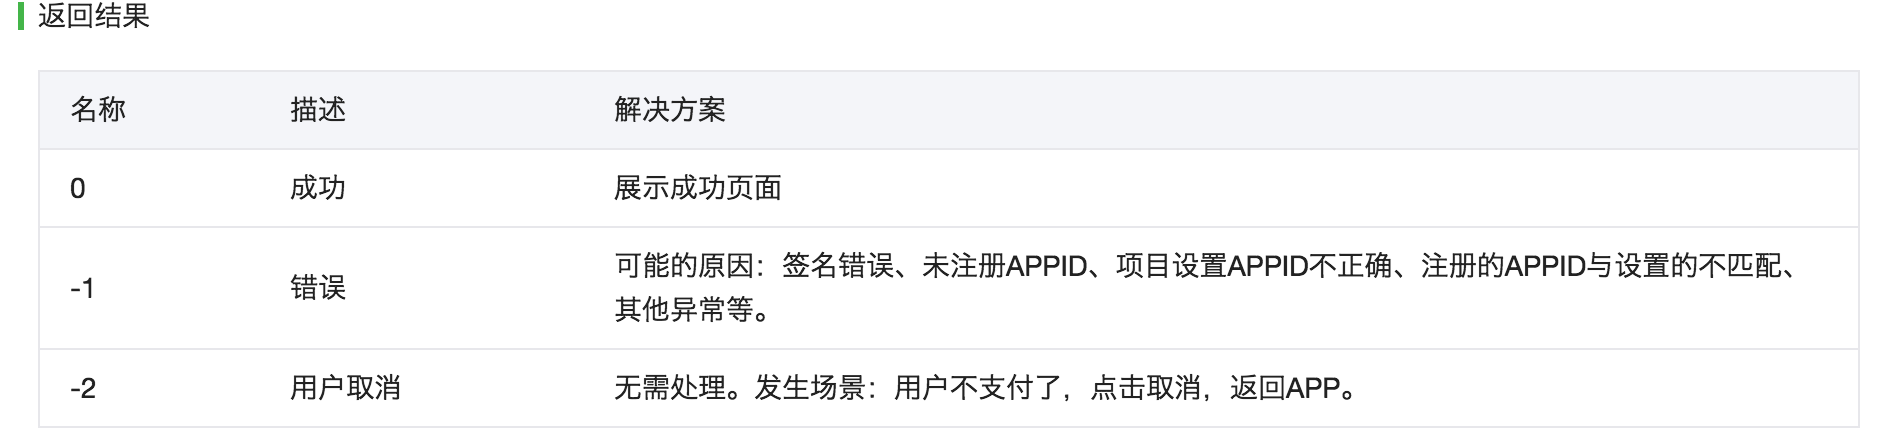 返回结果
名称 描述 解决方案
0 成功 展示成功页面
-1 错误 可能的原因：签名错误、未注册APPID、项目设置APPID不正确、注册的APPID与设置的不匹配、
其他异常等。
-2 用户取消 无需处理。发生场景：用户不支付了，点击取消，返回APP。